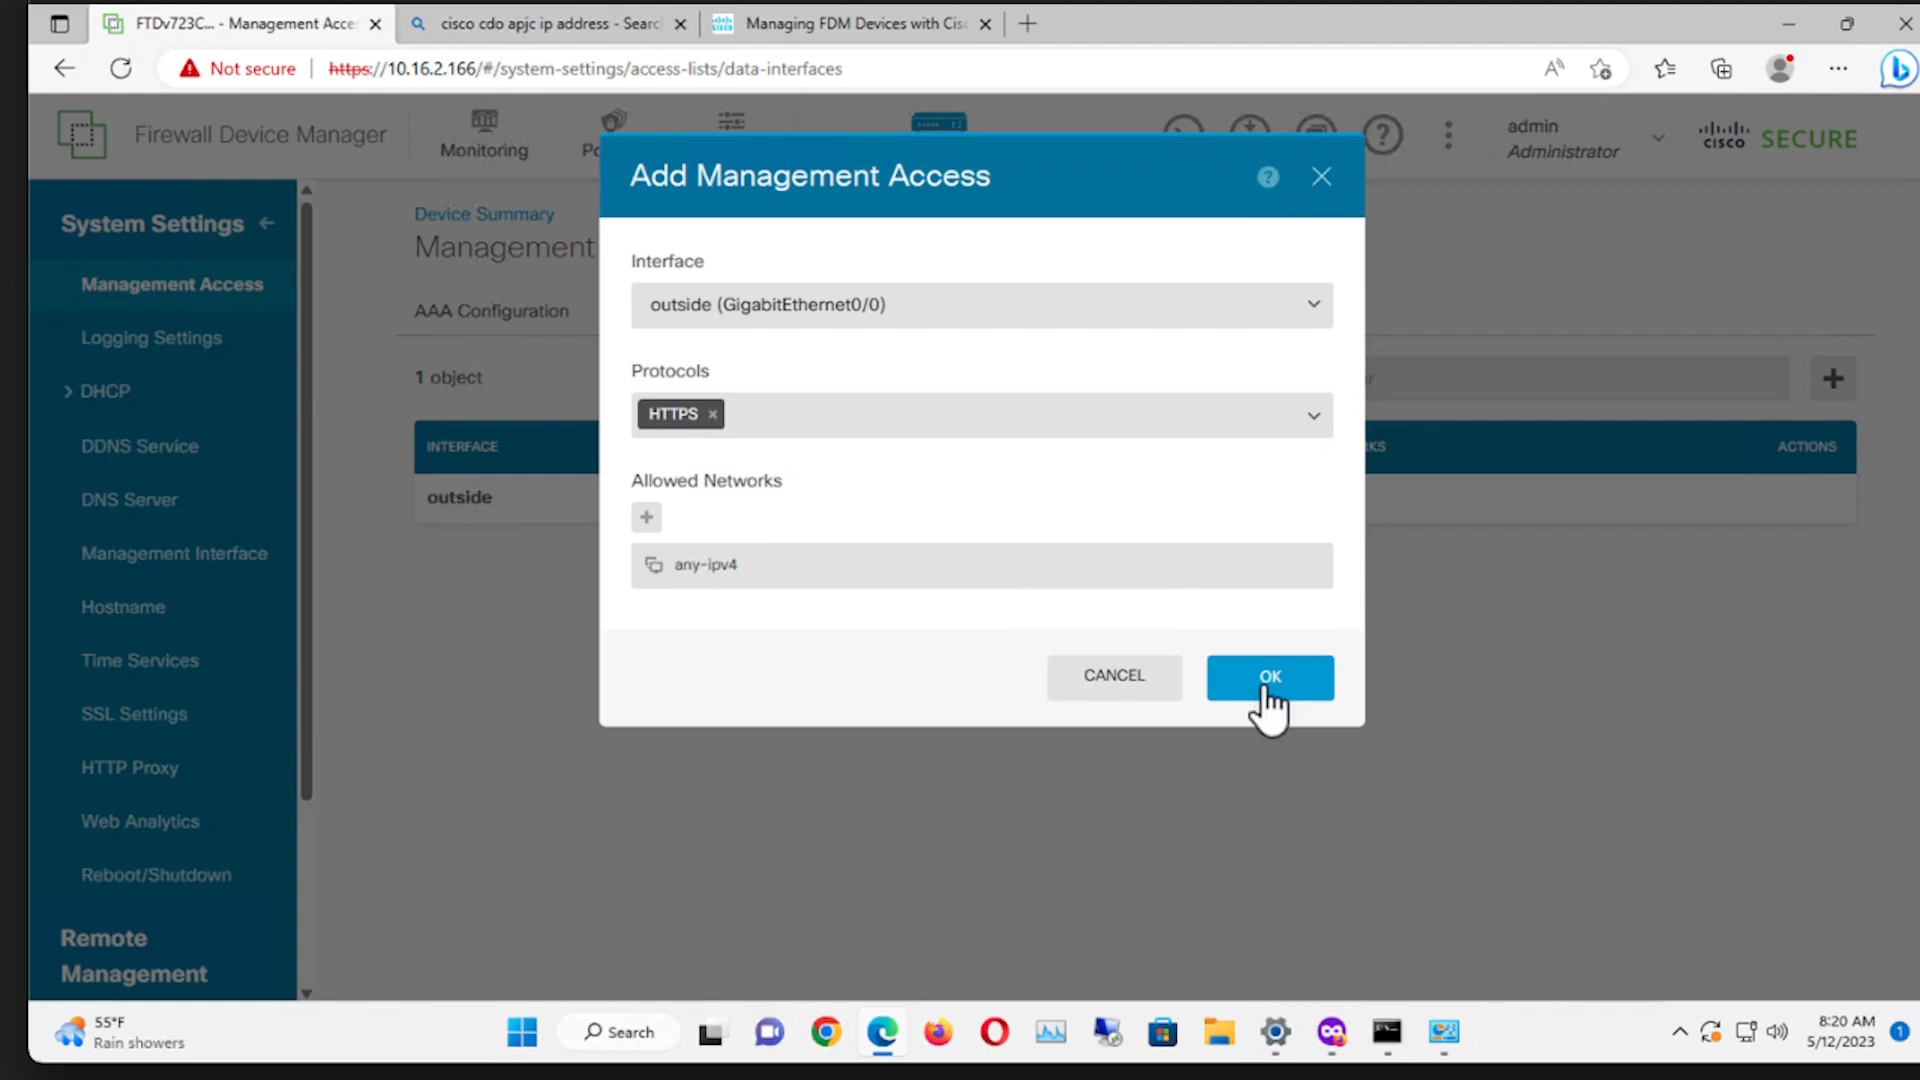 FTDv723C... - Management Acce
cisco cdo apjc ip address - Searc
Managing FDM Devices with Cisc
Not secure
https://10.16.2.166/#/system-settings/access-lists/data-interfaces
Firewall Device Manager
Monitoring
Po
admin
Administrator
cisco SECURE
Add Management Access
System Settings
Management Access
Logging Settings
DHCP
DDNS Service
DNS Server
Management Interface
Hostname
Time Services
SSL Settings
HTTP Proxy
Web Analytics
Reboot/Shutdown
Remote
Management
Device Summary
Management
AAA Configuration
1 object
INTERFACE
RKS
ACTIONS
outside
Interface
outside (GigabitEthernet0/0)
Protocols
HTTPS
Allowed Networks
any-ipv4
CANCEL
OK
55°F
Rain showers
Search
8:20 AM
5/12/2023
1